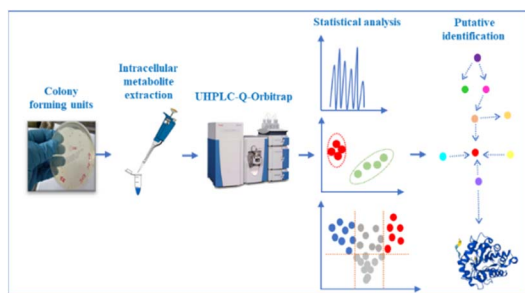 Colony
forming units
Intracellular
metabolite
extraction
UHPLC-Q-Orbitrap
Statistical analysis
Putative
identification